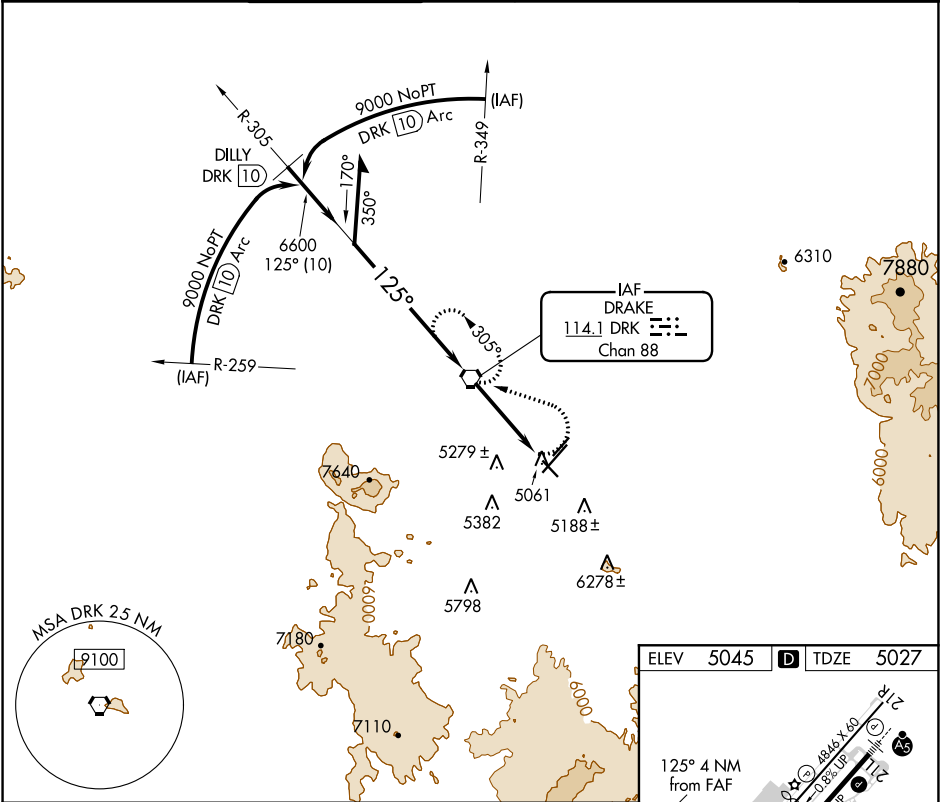 R-305
9000 NoPT
DRK 10 Arc
(IAF)
R-349
DILLY
DRK 10
170°
350°
6600
125° (10)
9000 NoPT
DRK 10 Arc
R-259
(IAF)
125°
305°
IAF
DRAKE
114.1 DRK
Chan 88
6310
7880
7000
6000
5279 ±
5061
5382
5188 ±
7640
6278 ±
5798
6000
7180
7110
6000
MSA DRK 25 NM
9100
ELEV 5045 D TDZE 5027
125° 4 NM
from FAF
4846 X 60
0.8% UP
UP
21R
21L
P
P
P
A5